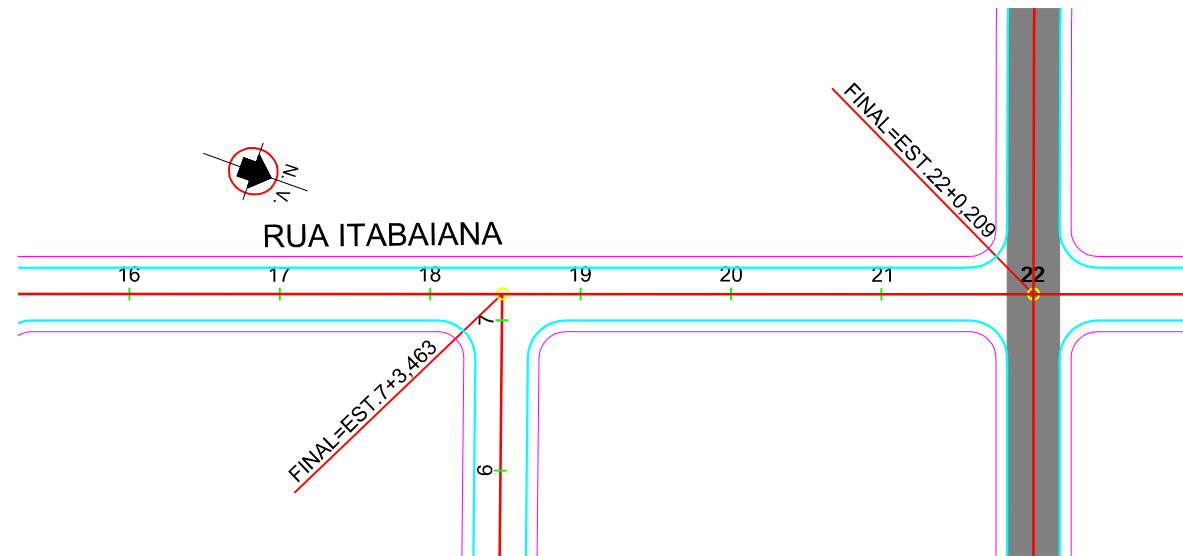 FINAL=EST.22+0,209
N.
V.
RUA ITABAIANA
16 17 18 19 20 21 22
7
FINAL=EST.7+3,463
6